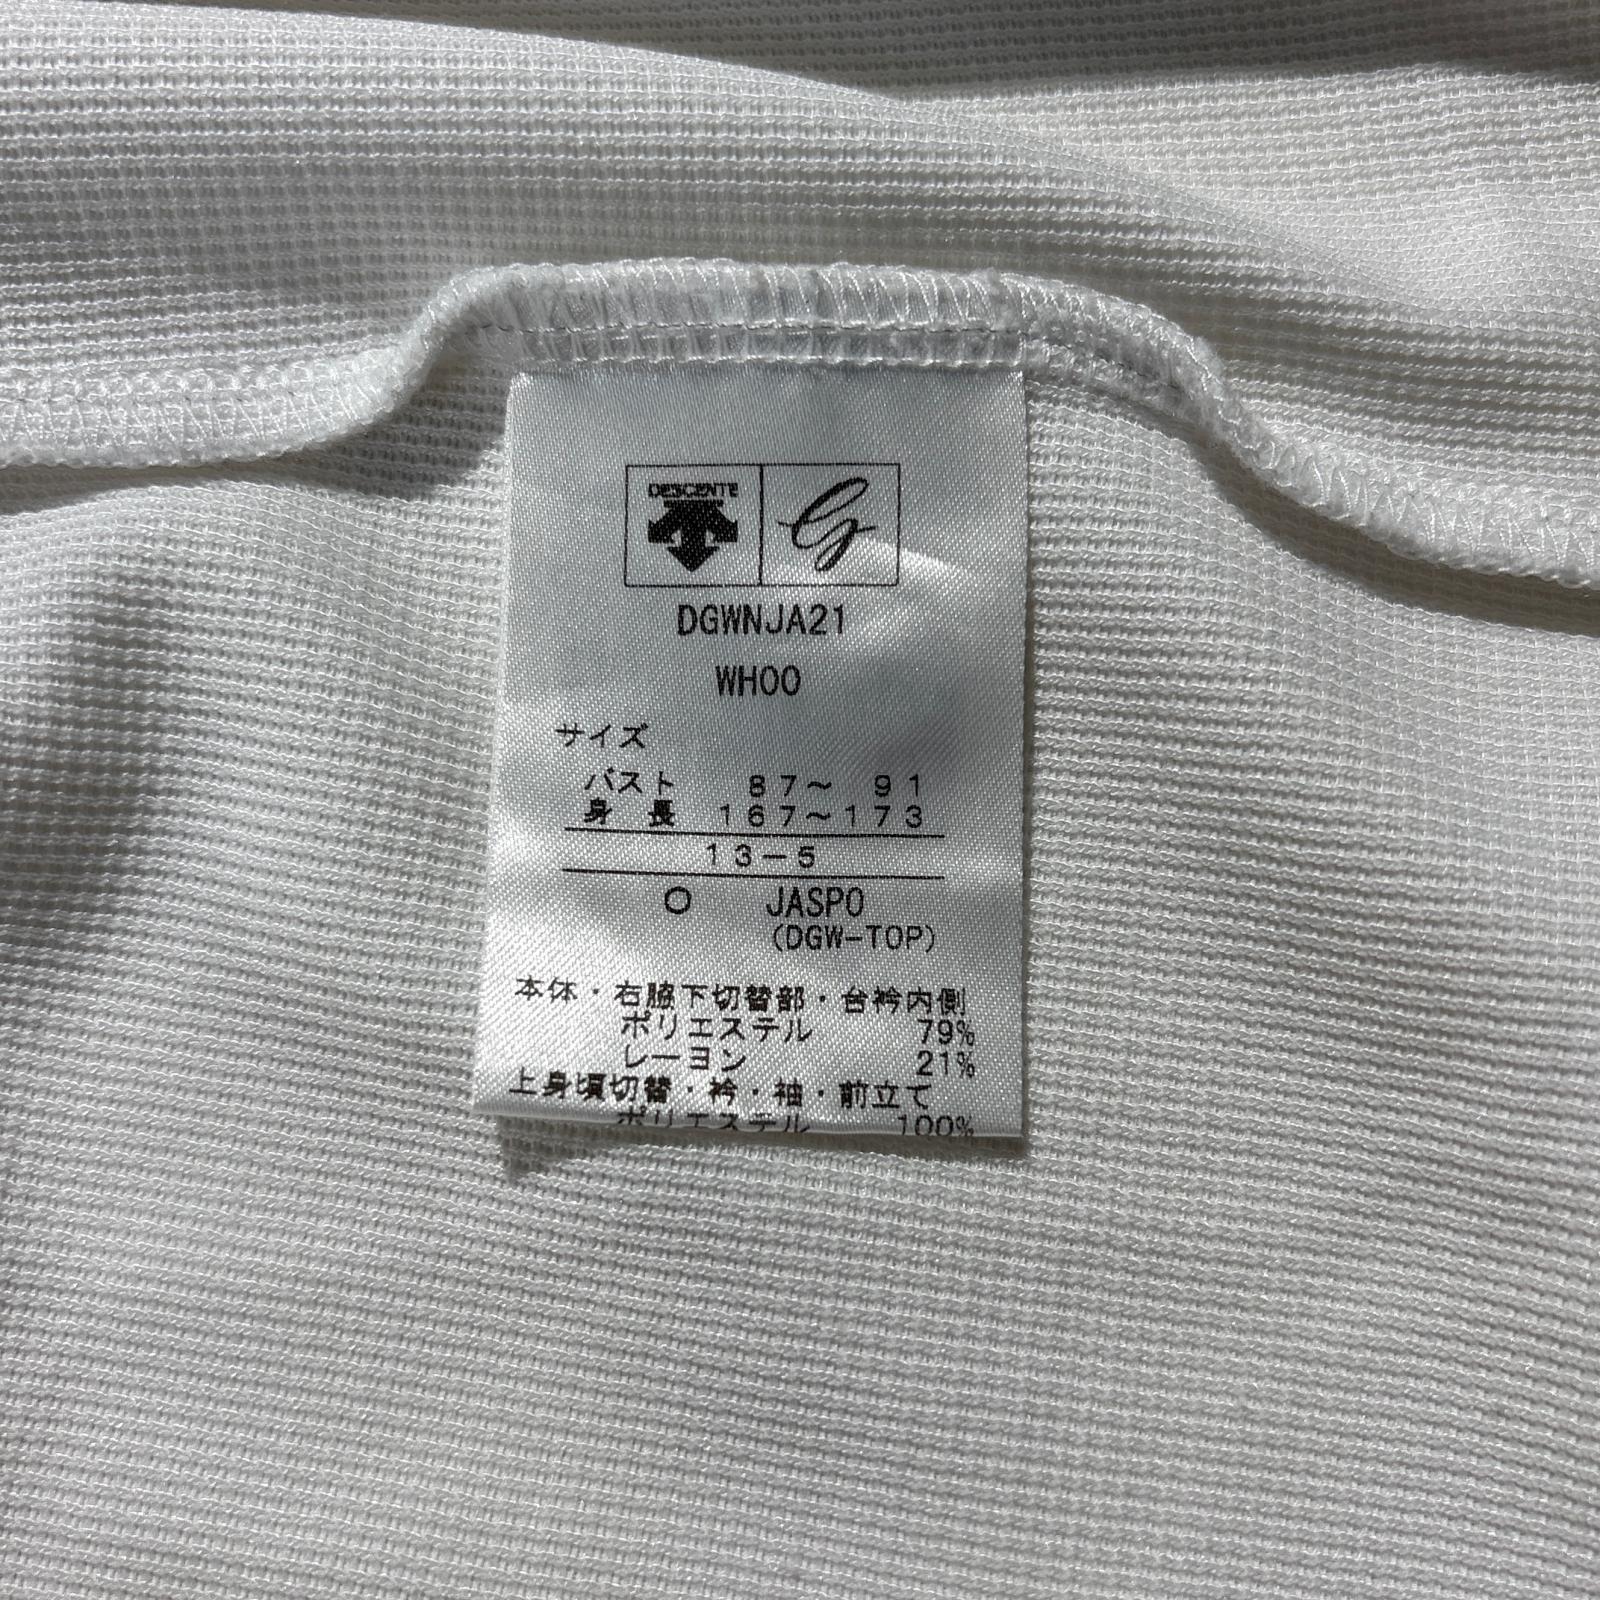 DESCENTE
G
DGWNJA21
WH00
サイズ
バスト 87〜 91
身 長 167〜173
13−5
○ JASPO
(DGW-TOP)
本体・右脇下切替部・台衿内側
ポリエステル 79%
レーヨン 21%
上身頃切替・衿・袖・前立て
ポリエステル 100%